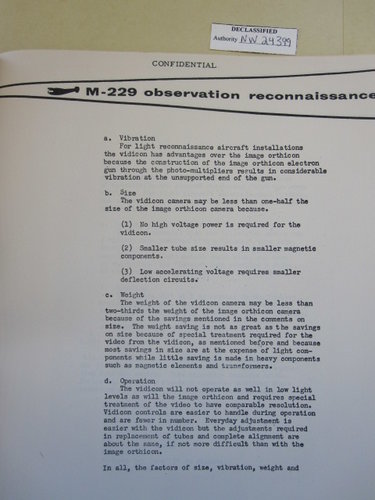 DECLASSIFIED
Authority NW 24399
CONFIDENTIAL
M-229 observation reconnaissance
a. Vibration
For light reconnaissance aircraft installations
the vidicon has advantages over the image orthicon
because the construction of the image orthicon electron
gun through the photo-multipliers results in considerable
vibration at the unsupported end of the gun.
b. Size
The vidicon camera may be less than one-half the
size of the image orthicon camera because.
(1) No high voltage power is required for the
vidicon.
(2) Smaller tube size results in smaller magnetic
components.
(3) Low accelerating voltage requires smaller
deflection circuits.
c. Weight
The weight of the vidicon camera may be less than
two-thirds the weight of the image orthicon camera
because of the savings mentioned in the comments on
size. The weight saving is not as great as the savings
on size because of special treatment required for the
video from the vidicon, as mentioned before and because
most savings in size are at the expense of light com-
ponents while little saving is made in heavy components
such as magnetic elements and transformers.
d. Operation
The vidicon will not operate as well in low light
levels as will the image orthicon and requires special
treatment of the video to have comparable resolution.
Vidicon controls are easier to handle during operation
and are fewer in number. Everyday adjustment is
easier with the vidicon but the adjustments required
in replacement of tubes and complete alignment are
about the same, if not more difficult than with the
image orthicon.
In all, the factors of size, vibration, weight and